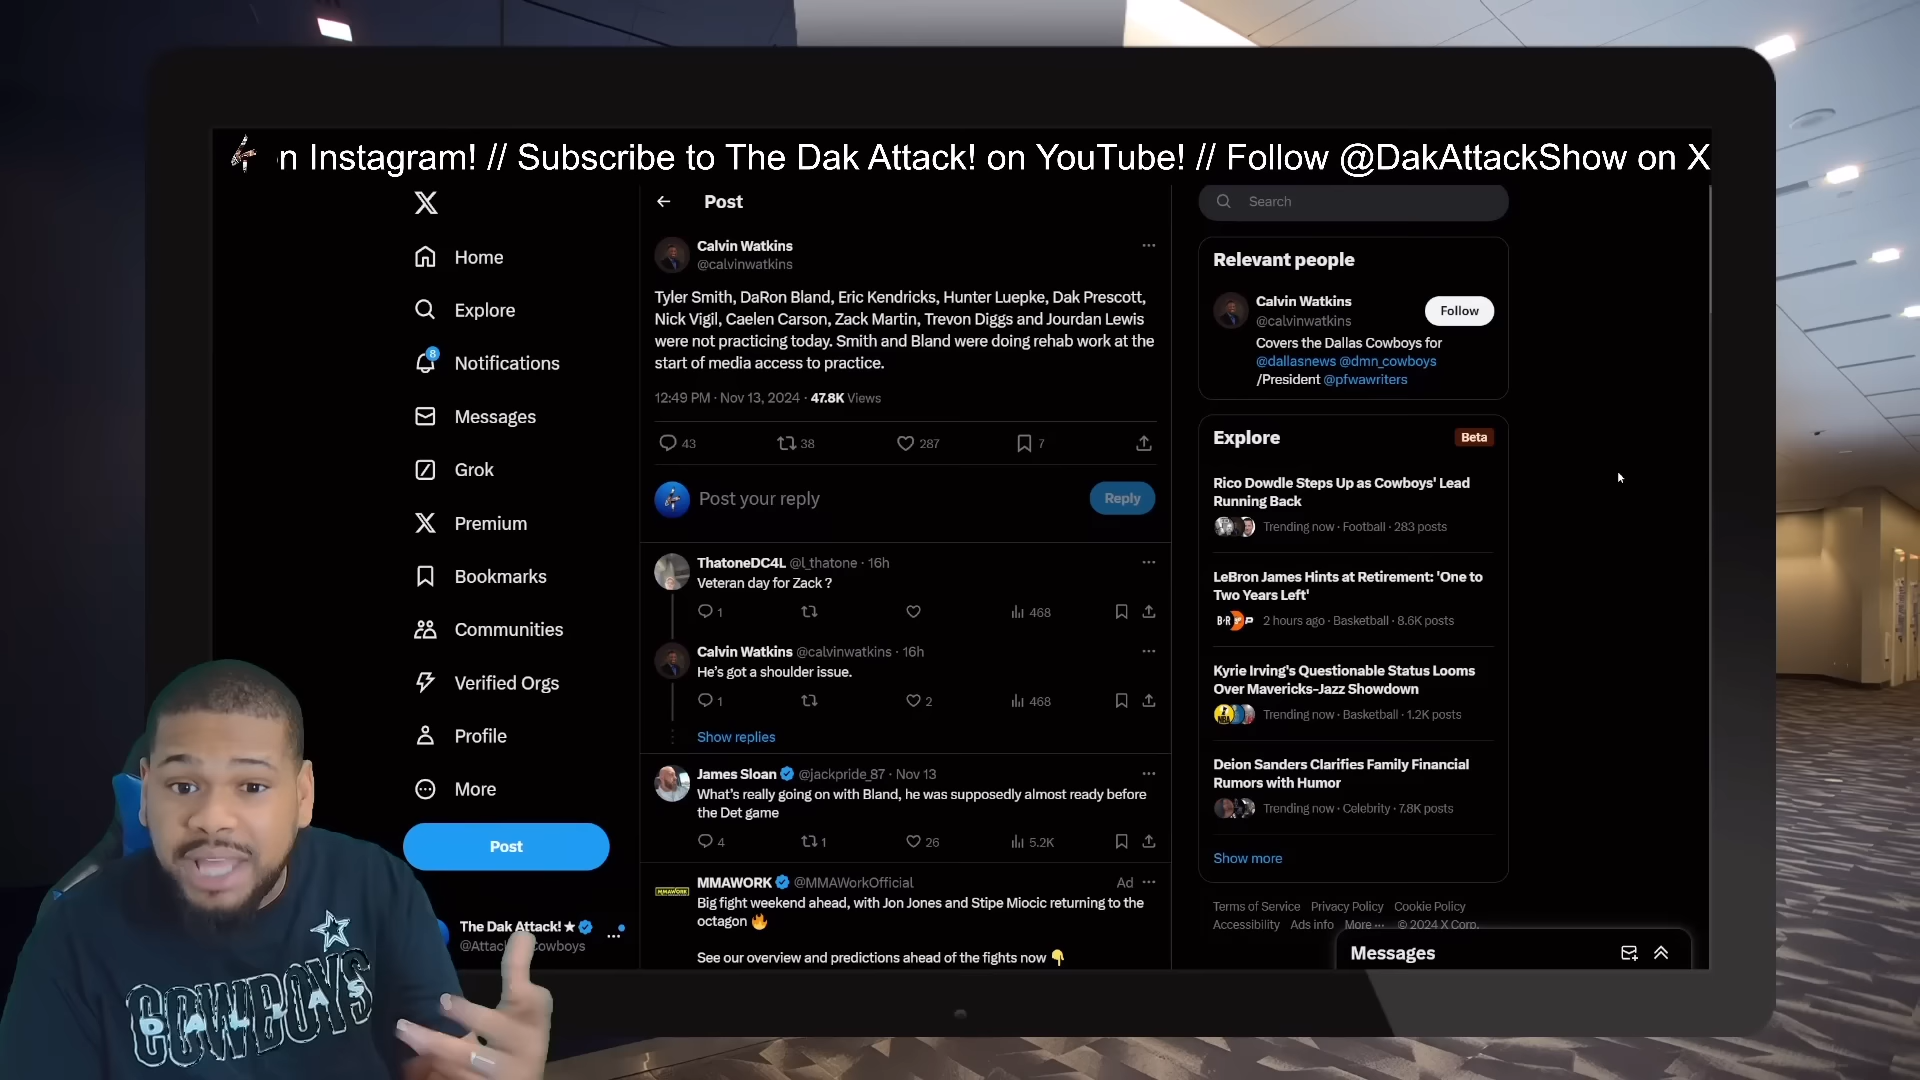 n Instagram! // Subscribe to The Dak Attack! on YouTube! // Follow @DakAttackShow on X
Home
Explore
8
Notifications
Messages
Grok
Premium
Bookmarks
Communities
Verified Orgs
Profile
More
Post
The Dak Attack!★
@Attac owboys
Post
Calvin Watkins
@calvinwatkins
Tyler Smith, DaRon Bland, Eric Kendricks, Hunter Luepke, Dak Prescott,
Nick Vigil, Caelen Carson, Zack Martin, Trevon Diggs and Jourdan Lewis
were not practicing today. Smith and Bland were doing rehab work at the
start of media access to practice.
12:49 PM · Nov 13, 2024 · 47.8K Views
43 38 287 7
Post your reply
Reply
ThatoneDC4L @l_thatone · 16h
Veteran day for Zack ?
1 468
Calvin Watkins @calvinwatkins · 16h
He's got a shoulder issue.
1 2 468
Show replies
James Sloan @jackpride_87 · Nov 13
What's really going on with Bland, he was supposedly almost ready before
the Det game
4 1 26 5.2K
MMAWORK
MMAWORK @MMAWorkOfficial Ad
Big fight weekend ahead, with Jon Jones and Stipe Miocic returning to the
octagon 🔥
See our overview and predictions ahead of the fights now 👇
Search
Relevant people
Calvin Watkins
@calvinwatkins
Follow
Covers the Dallas Cowboys for
@dallasnews @dmn_cowboys
/President @pfwawriters
Explore
Beta
Rico Dowdle Steps Up as Cowboys' Lead
Running Back
Trending now · Football · 283 posts
LeBron James Hints at Retirement: 'One to
Two Years Left'
B/R
2 hours ago · Basketball · 8.6K posts
Kyrie Irving's Questionable Status Looms
Over Mavericks-Jazz Showdown
NBA
Trending now · Basketball · 1.2K posts
Deion Sanders Clarifies Family Financial
Rumors with Humor
Trending now · Celebrity · 7.8K posts
Show more
Terms of Service Privacy Policy Cookie Policy
Accessibility Ads info More ··· © 2024 X Corp.
Messages
COWBOYS
DALLAS